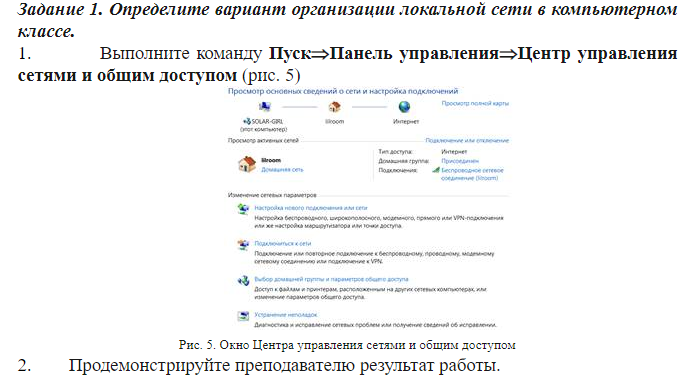 Задание 1. Определите вариант организации локальной сети в компьютерном
классе.
1. Выполните команду Пуск⇒Панель управления⇒Центр управления
сетями и общим доступом (рис. 5)
Просмотр основных сведений о сети и настройка подключений
Просмотр полной карты
SOLAR-GIRL lilroom Интернет
(этот компьютер)
Просмотр активных сетей Подключение или отключение
lilroom
Домашняя сеть
Тип доступа: Интернет
Домашняя группа: Присоединен
Подключения: Беспроводное сетевое
соединение (lilroom)
Изменение сетевых параметров
Настройка нового подключения или сети
Настройка беспроводного, широкополосного, модемного, прямого или VPN-подключения
или же настройка маршрутизатора или точки доступа.
Подключиться к сети
Подключение или повторное подключение к беспроводному, проводному, модемному
сетевому соединению или подключение к VPN.
Выбор домашней группы и параметров общего доступа
Доступ к файлам и принтерам, расположенным на других сетевых компьютерах, или
изменение параметров общего доступа.
Устранение неполадок
Диагностика и исправление сетевых проблем или получение сведений об исправлении.
Рис. 5. Окно Центра управления сетями и общим доступом
2. Продемонстрируйте преподавателю результат работы.